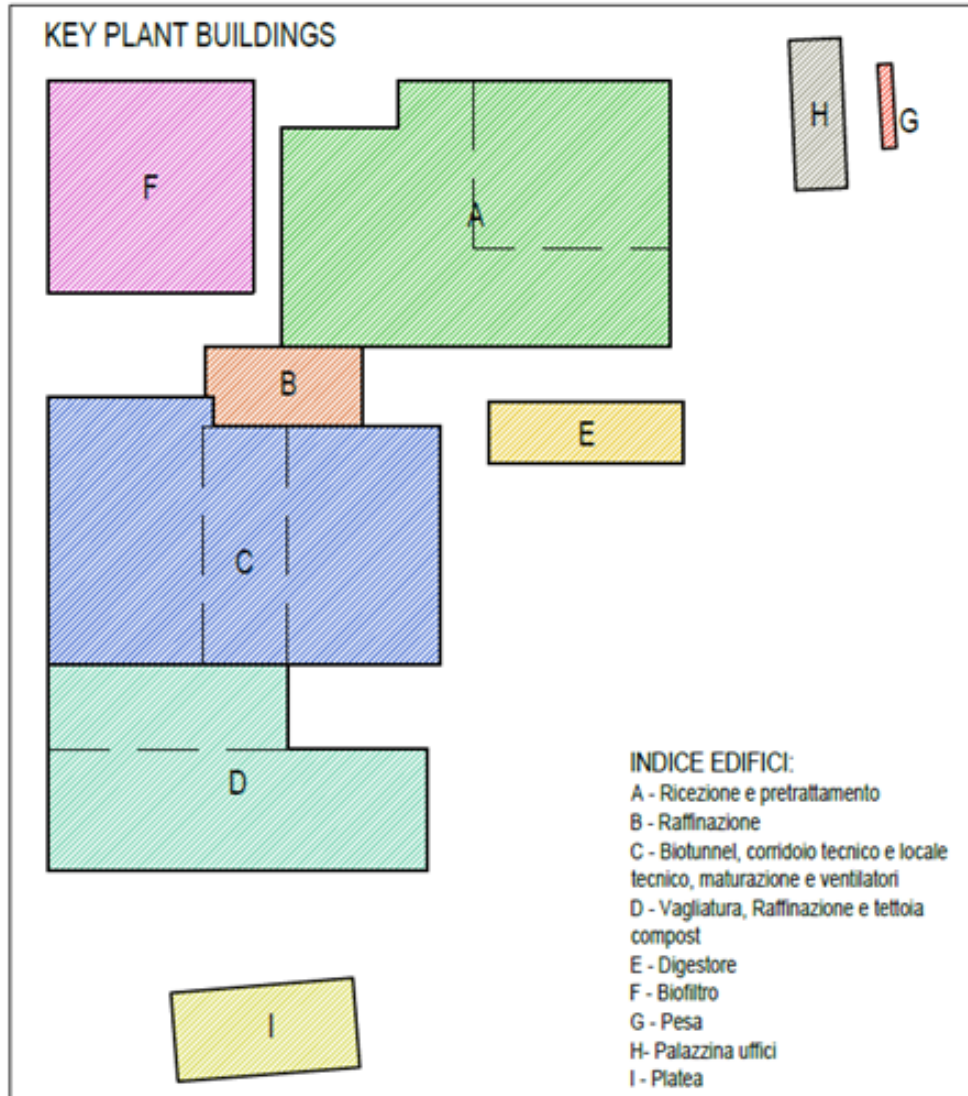 KEY PLANT BUILDINGS
H
G
F
A
B
E
C
D
I
INDICE EDIFICI:
A - Ricezione e pretrattamento
B - Raffinazione
C - Biotunnel, corridoio tecnico e locale
tecnico, maturazione e ventilatori
D - Vagliatura, Raffinazione e tettoia
compost
E - Digestore
F - Biofiltro
G - Pesa
H- Palazzina uffici
I - Platea